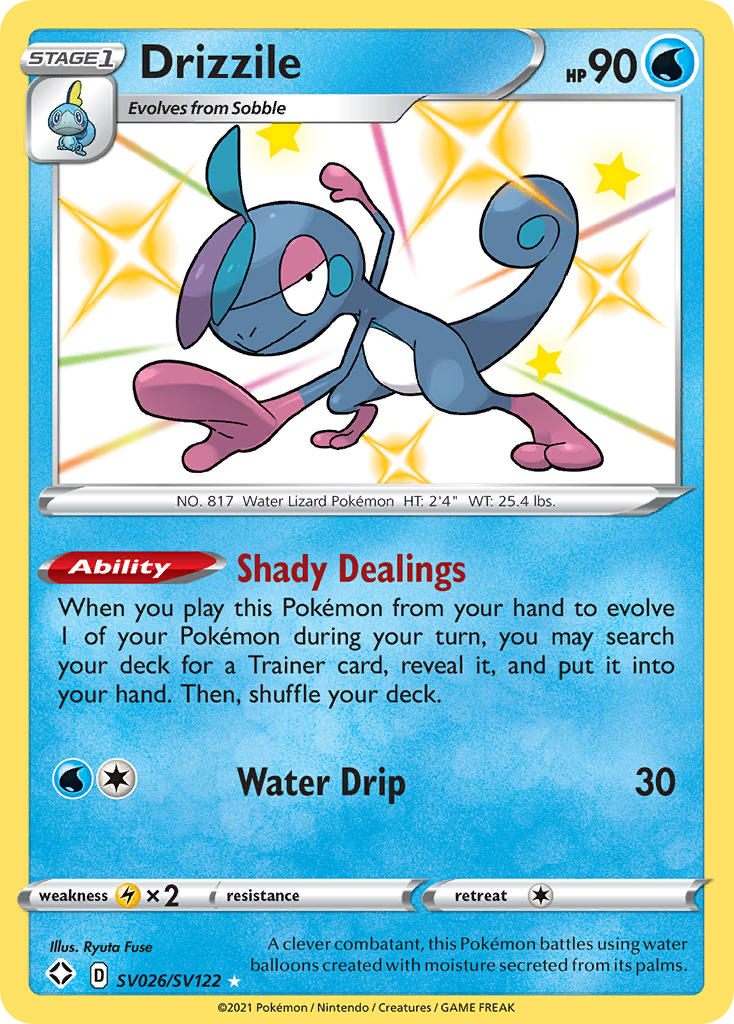 STAGE1
Drizzile
HP 90
Evolves from Sobble
NO. 817 Water Lizard Pokémon HT: 2'4" WT: 25.4 lbs.
Ability Shady Dealings
When you play this Pokémon from your hand to evolve
1 of your Pokémon during your turn, you may search
your deck for a Trainer card, reveal it, and put it into
your hand. Then, shuffle your deck.
Water Drip 30
weakness ×2 resistance retreat
Illus. Ryuta Fuse
A clever combatant, this Pokémon battles using water
balloons created with moisture secreted from its palms.
D SV026/SV122
©2021 Pokémon / Nintendo / Creatures / GAME FREAK